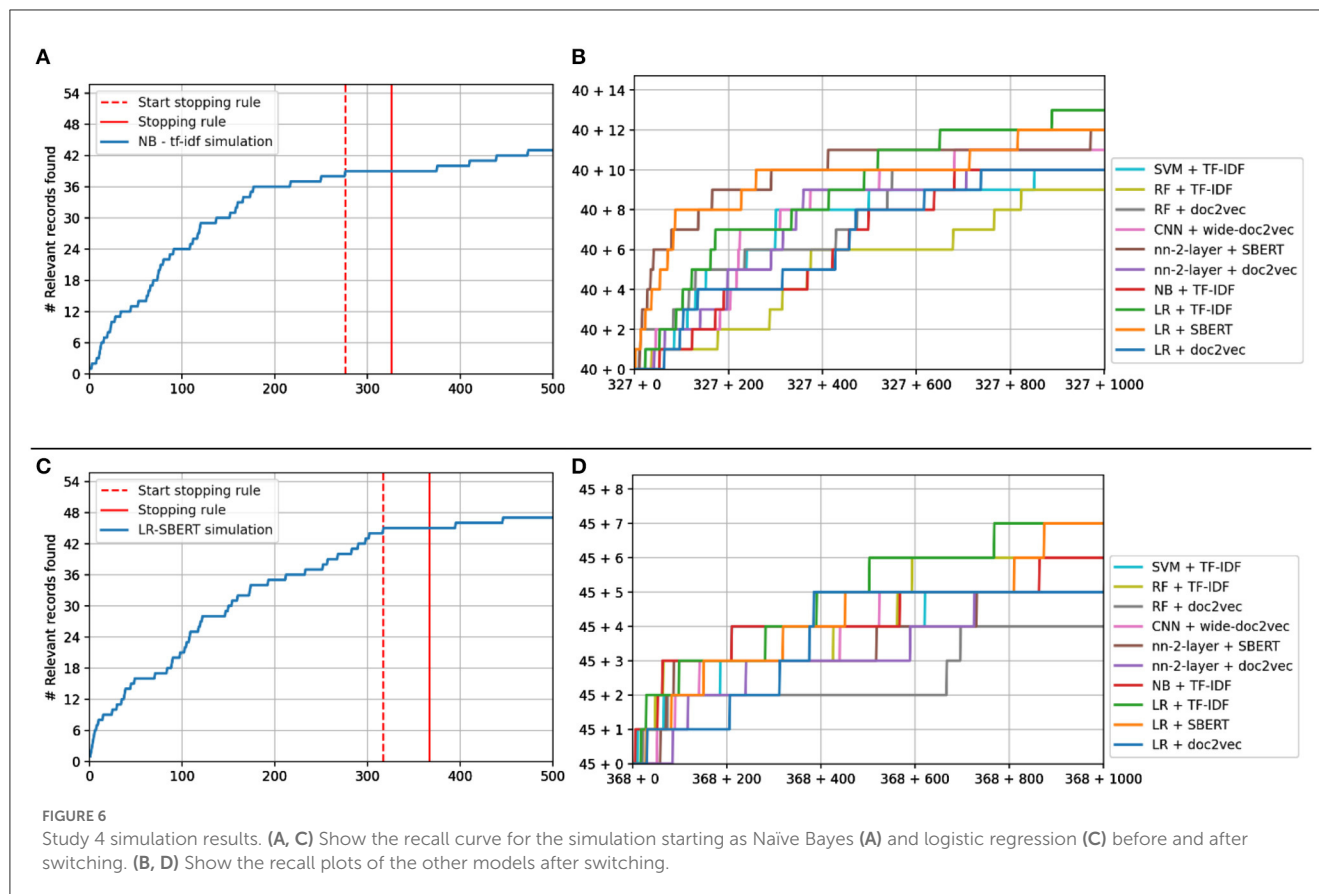 A
54
48
42
36
30
24
18
12
6
0
# Relevant records found
Start stopping rule
Stopping rule
NB - tf-idf simulation
0 100 200 300 400 500
B
40 + 14
40 + 12
40 + 10
40 + 8
40 + 6
40 + 4
40 + 2
40 + 0
327 + 0 327 + 200 327 + 400 327 + 600 327 + 800 327 + 1000
SVM + TF-IDF
RF + TF-IDF
RF + doc2vec
CNN + wide-doc2vec
nn-2-layer + SBERT
nn-2-layer + doc2vec
NB + TF-IDF
LR + TF-IDF
LR + SBERT
LR + doc2vec
C
54
48
42
36
30
24
18
12
6
0
# Relevant records found
Start stopping rule
Stopping rule
LR-SBERT simulation
0 100 200 300 400 500
D
45 + 8
45 + 7
45 + 6
45 + 5
45 + 4
45 + 3
45 + 2
45 + 1
45 + 0
368 + 0 368 + 200 368 + 400 368 + 600 368 + 800 368 + 1000
SVM + TF-IDF
RF + TF-IDF
RF + doc2vec
CNN + wide-doc2vec
nn-2-layer + SBERT
nn-2-layer + doc2vec
NB + TF-IDF
LR + TF-IDF
LR + SBERT
LR + doc2vec
FIGURE 6
Study 4 simulation results. (A, C) Show the recall curve for the simulation starting as Naïve Bayes (A) and logistic regression (C) before and after
switching. (B, D) Show the recall plots of the other models after switching.